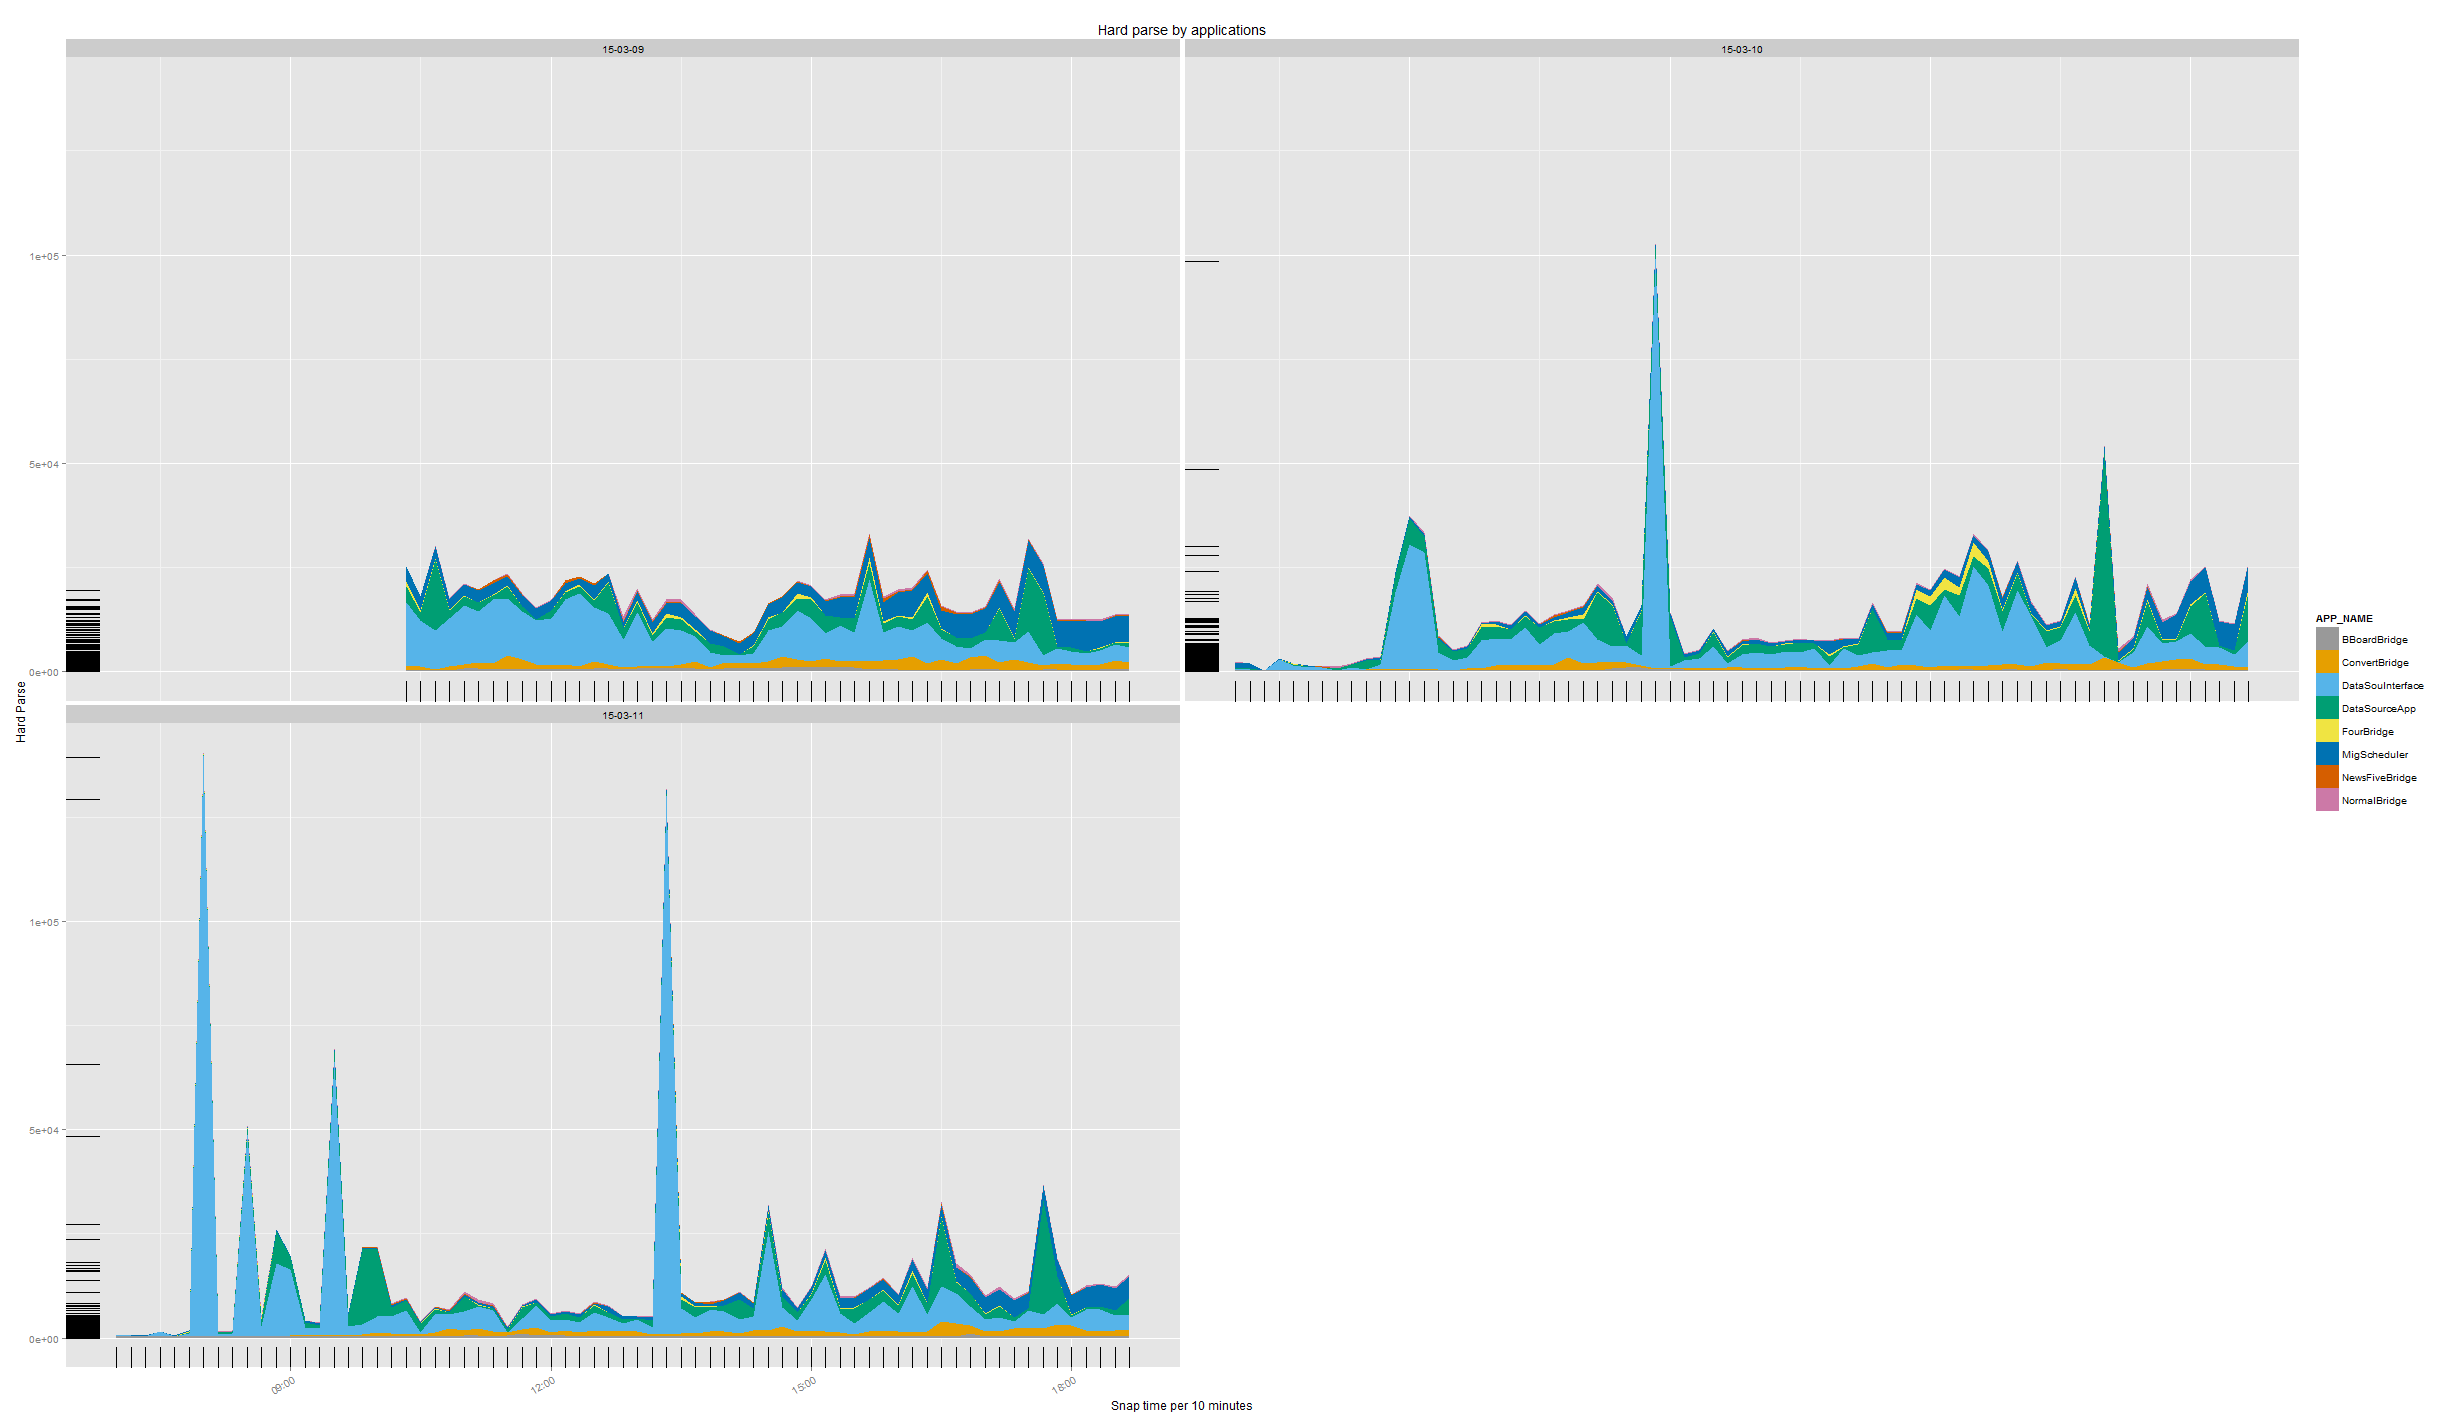 Hard parse by applications
15-03-09
15-03-10
1e+05
5e+04
0e+00
15-03-11
1e+05
5e+04
0e+00
09:00
12:00
15:00
18:00
Hard Parse
Snap time per 10 minutes
APP_NAME
BBoardBridge
ConvertBridge
DataSouInterface
DataSourceApp
FourBridge
MigScheduler
NewsFiveBridge
NormalBridge